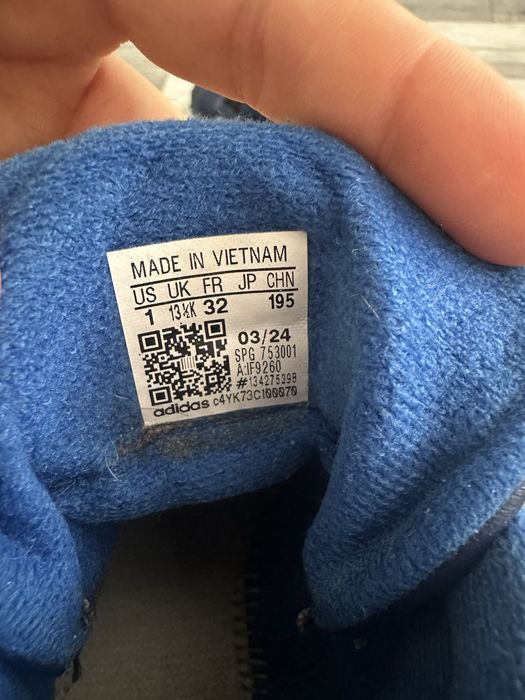 MADE IN VIETNAM
US UK FR JP CHN
1 13½K 32 195
03/24
SPG 753001
A:IF9260
#134275398
adidas c4YK73C100070